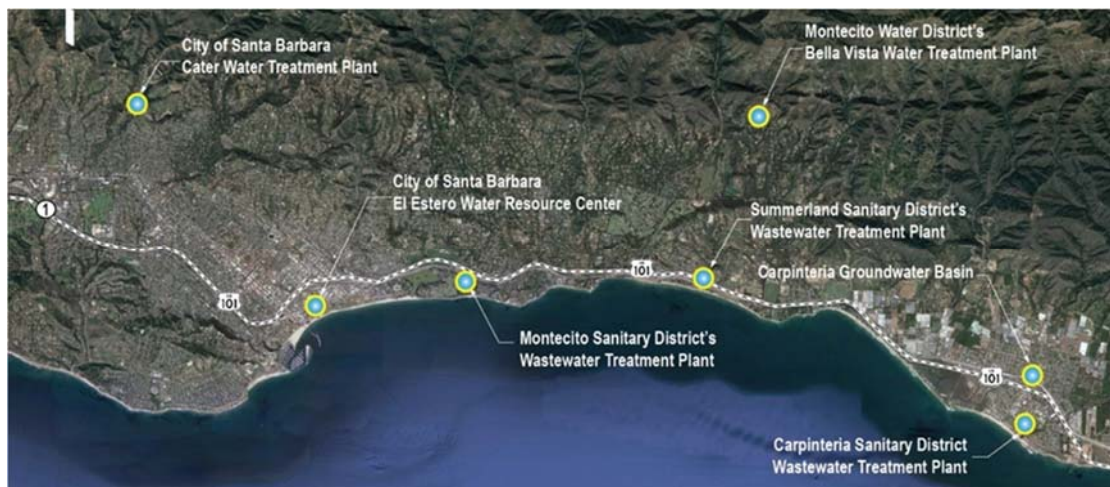 City of Santa Barbara
Cater Water Treatment Plant
Montecito Water District's
Bella Vista Water Treatment Plant
City of Santa Barbara
El Estero Water Resource Center
1
Summerland Sanitary District's
Wastewater Treatment Plant
101
Carpinteria Groundwater Basin
US
101
Montecito Sanitary District's
Wastewater Treatment Plant
101
Carpinteria Sanitary District
Wastewater Treatment Plant